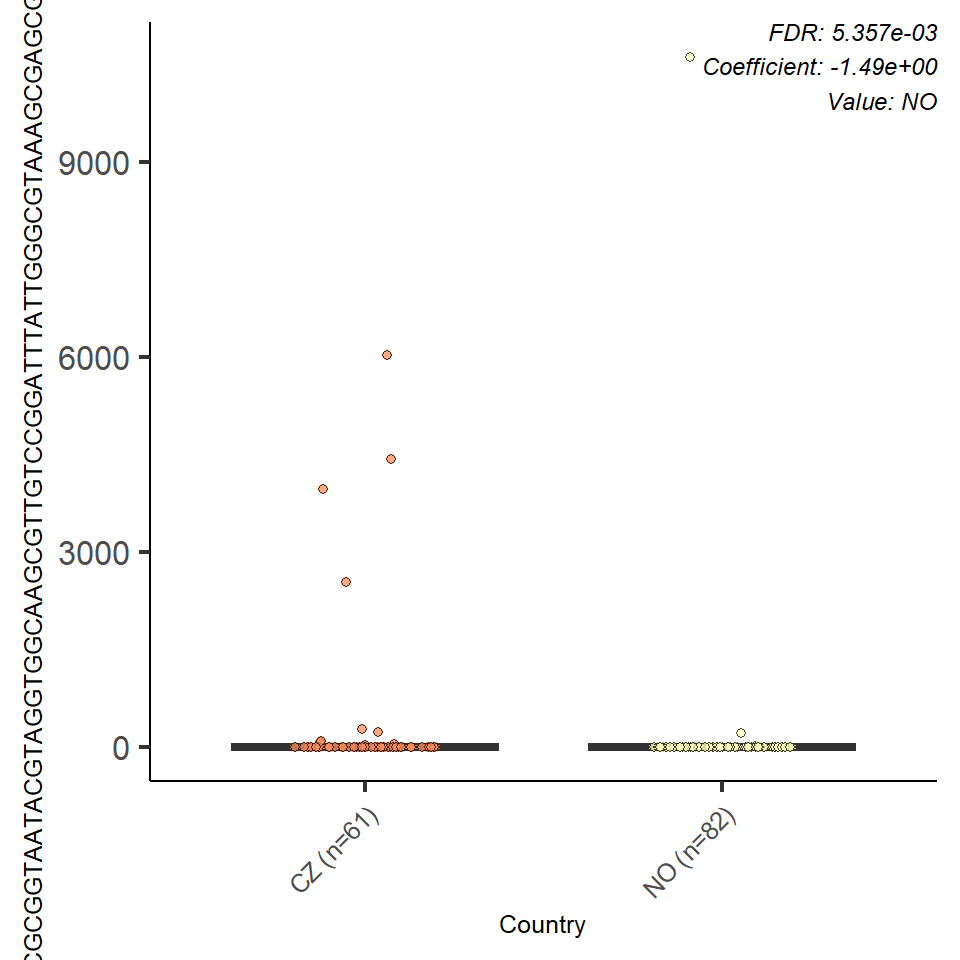 FDR: 5.357e-03
Coefficient: -1.49e+00
Value: NO
CGCGGTAATACGTAGGTGGCAAGCGTTGTCCGGATTTATTGGGCGTAAAGCGAGCG
9000
6000
3000
0
CZ (n=61)
NO (n=82)
Country